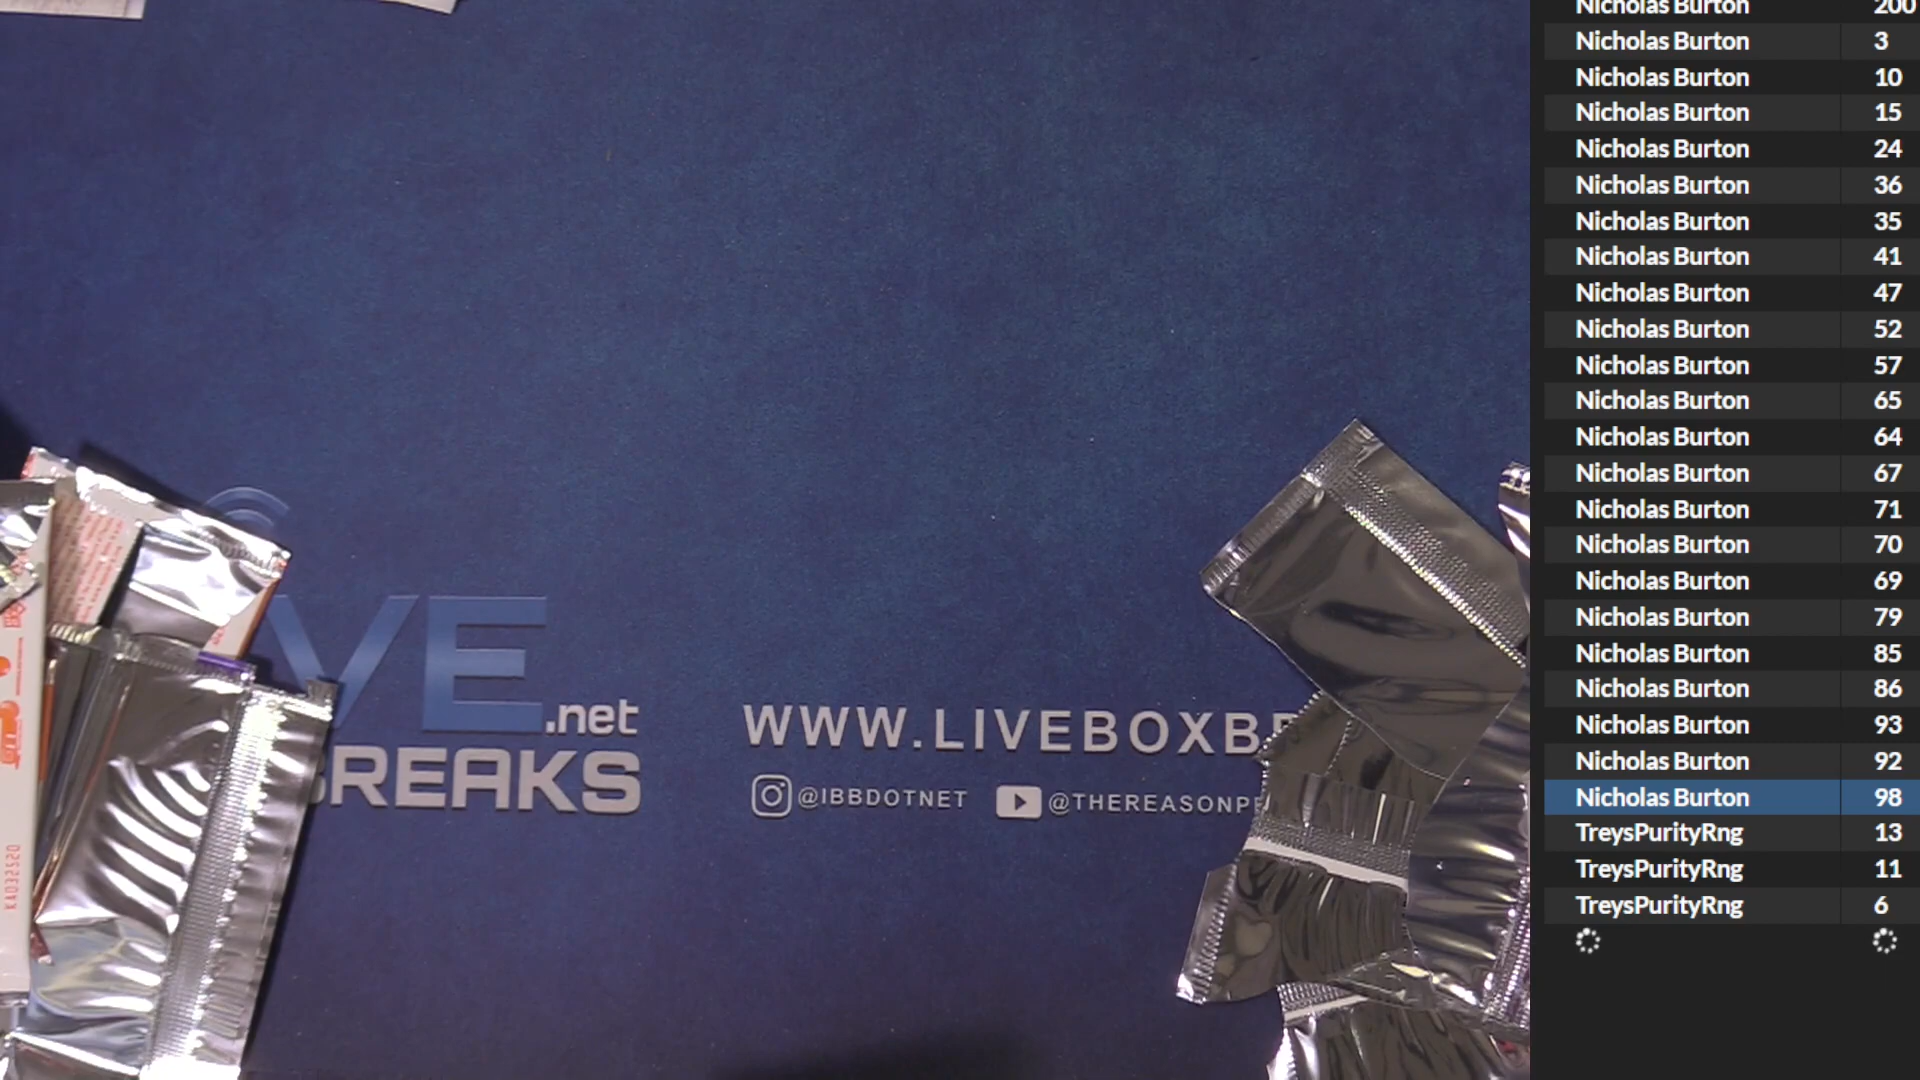 Nicholas Burton 200
Nicholas Burton 3
Nicholas Burton 10
Nicholas Burton 15
Nicholas Burton 24
Nicholas Burton 36
Nicholas Burton 35
Nicholas Burton 41
Nicholas Burton 47
Nicholas Burton 52
Nicholas Burton 57
Nicholas Burton 65
Nicholas Burton 64
Nicholas Burton 67
Nicholas Burton 71
Nicholas Burton 70
Nicholas Burton 69
Nicholas Burton 79
Nicholas Burton 85
Nicholas Burton 86
Nicholas Burton 93
Nicholas Burton 92
Nicholas Burton 98
TreysPurityRng 13
TreysPurityRng 11
TreysPurityRng 6
VE
.net
BREAKS
WWW.LIVEBOXB
@IBBDOTNET @THEREASONP
K4032520